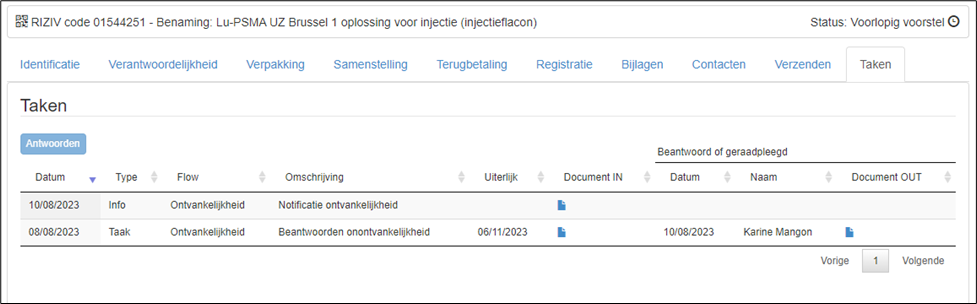 RIZIV code 01544251 - Benaming: Lu-PSMA UZ Brussel 1 oplossing voor injectie (injectieflacon) Status: Voorlopig voorstel
Identificatie Verantwoordelijkheid Verpakking Samenstelling Terugbetaling Registratie Bijlagen Contacten Verzenden Taken
Taken
Antwoorden
Beantwoord of geraadpleegd
Datum Type Flow Omschrijving Uiterlijk Document IN Datum Naam Document OUT
10/08/2023 Info Ontvankelijkheid Notificatie ontvankelijkheid
08/08/2023 Taak Ontvankelijkheid Beantwoorden onontvankelijkheid 06/11/2023 10/08/2023 Karine Mangon
Vorige 1 Volgende